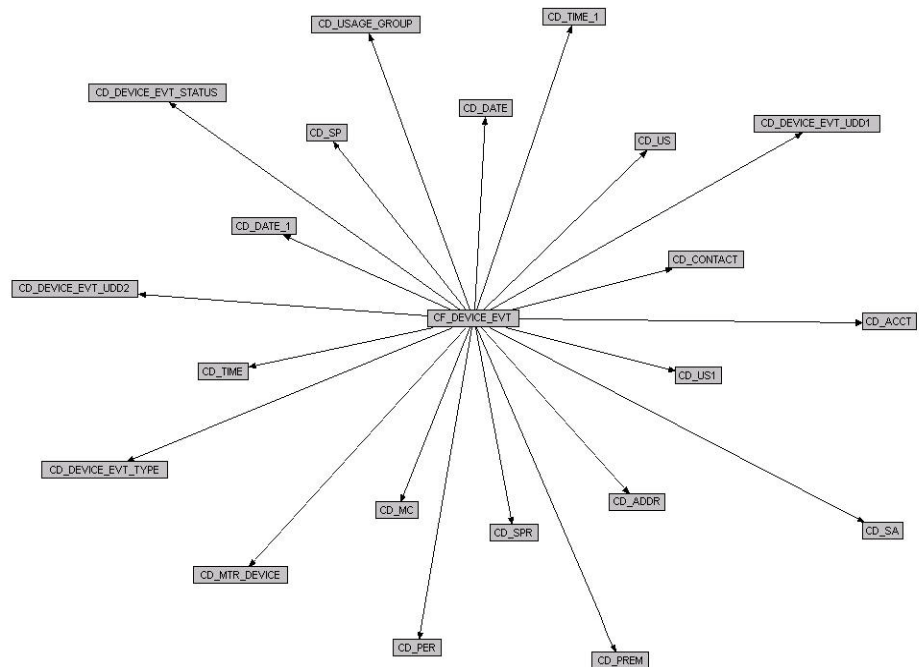 CD_TIME_1
CD_USAGE_GROUP
CD_DEVICE_EVT_STATUS
CD_DATE
CD_DEVICE_EVT_UDD1
CD_SP
CD_US
CD_DATE_1
CD_CONTACT
CD_DEVICE_EVT_UDD2
CF_DEVICE_EVT
CD_ACCT
CD_TIME
CD_US1
CD_DEVICE_EVT_TYPE
CD_ADDR
CD_MC
CD_SPR
CD_SA
CD_MTR_DEVICE
CD_PER
CD_PREM